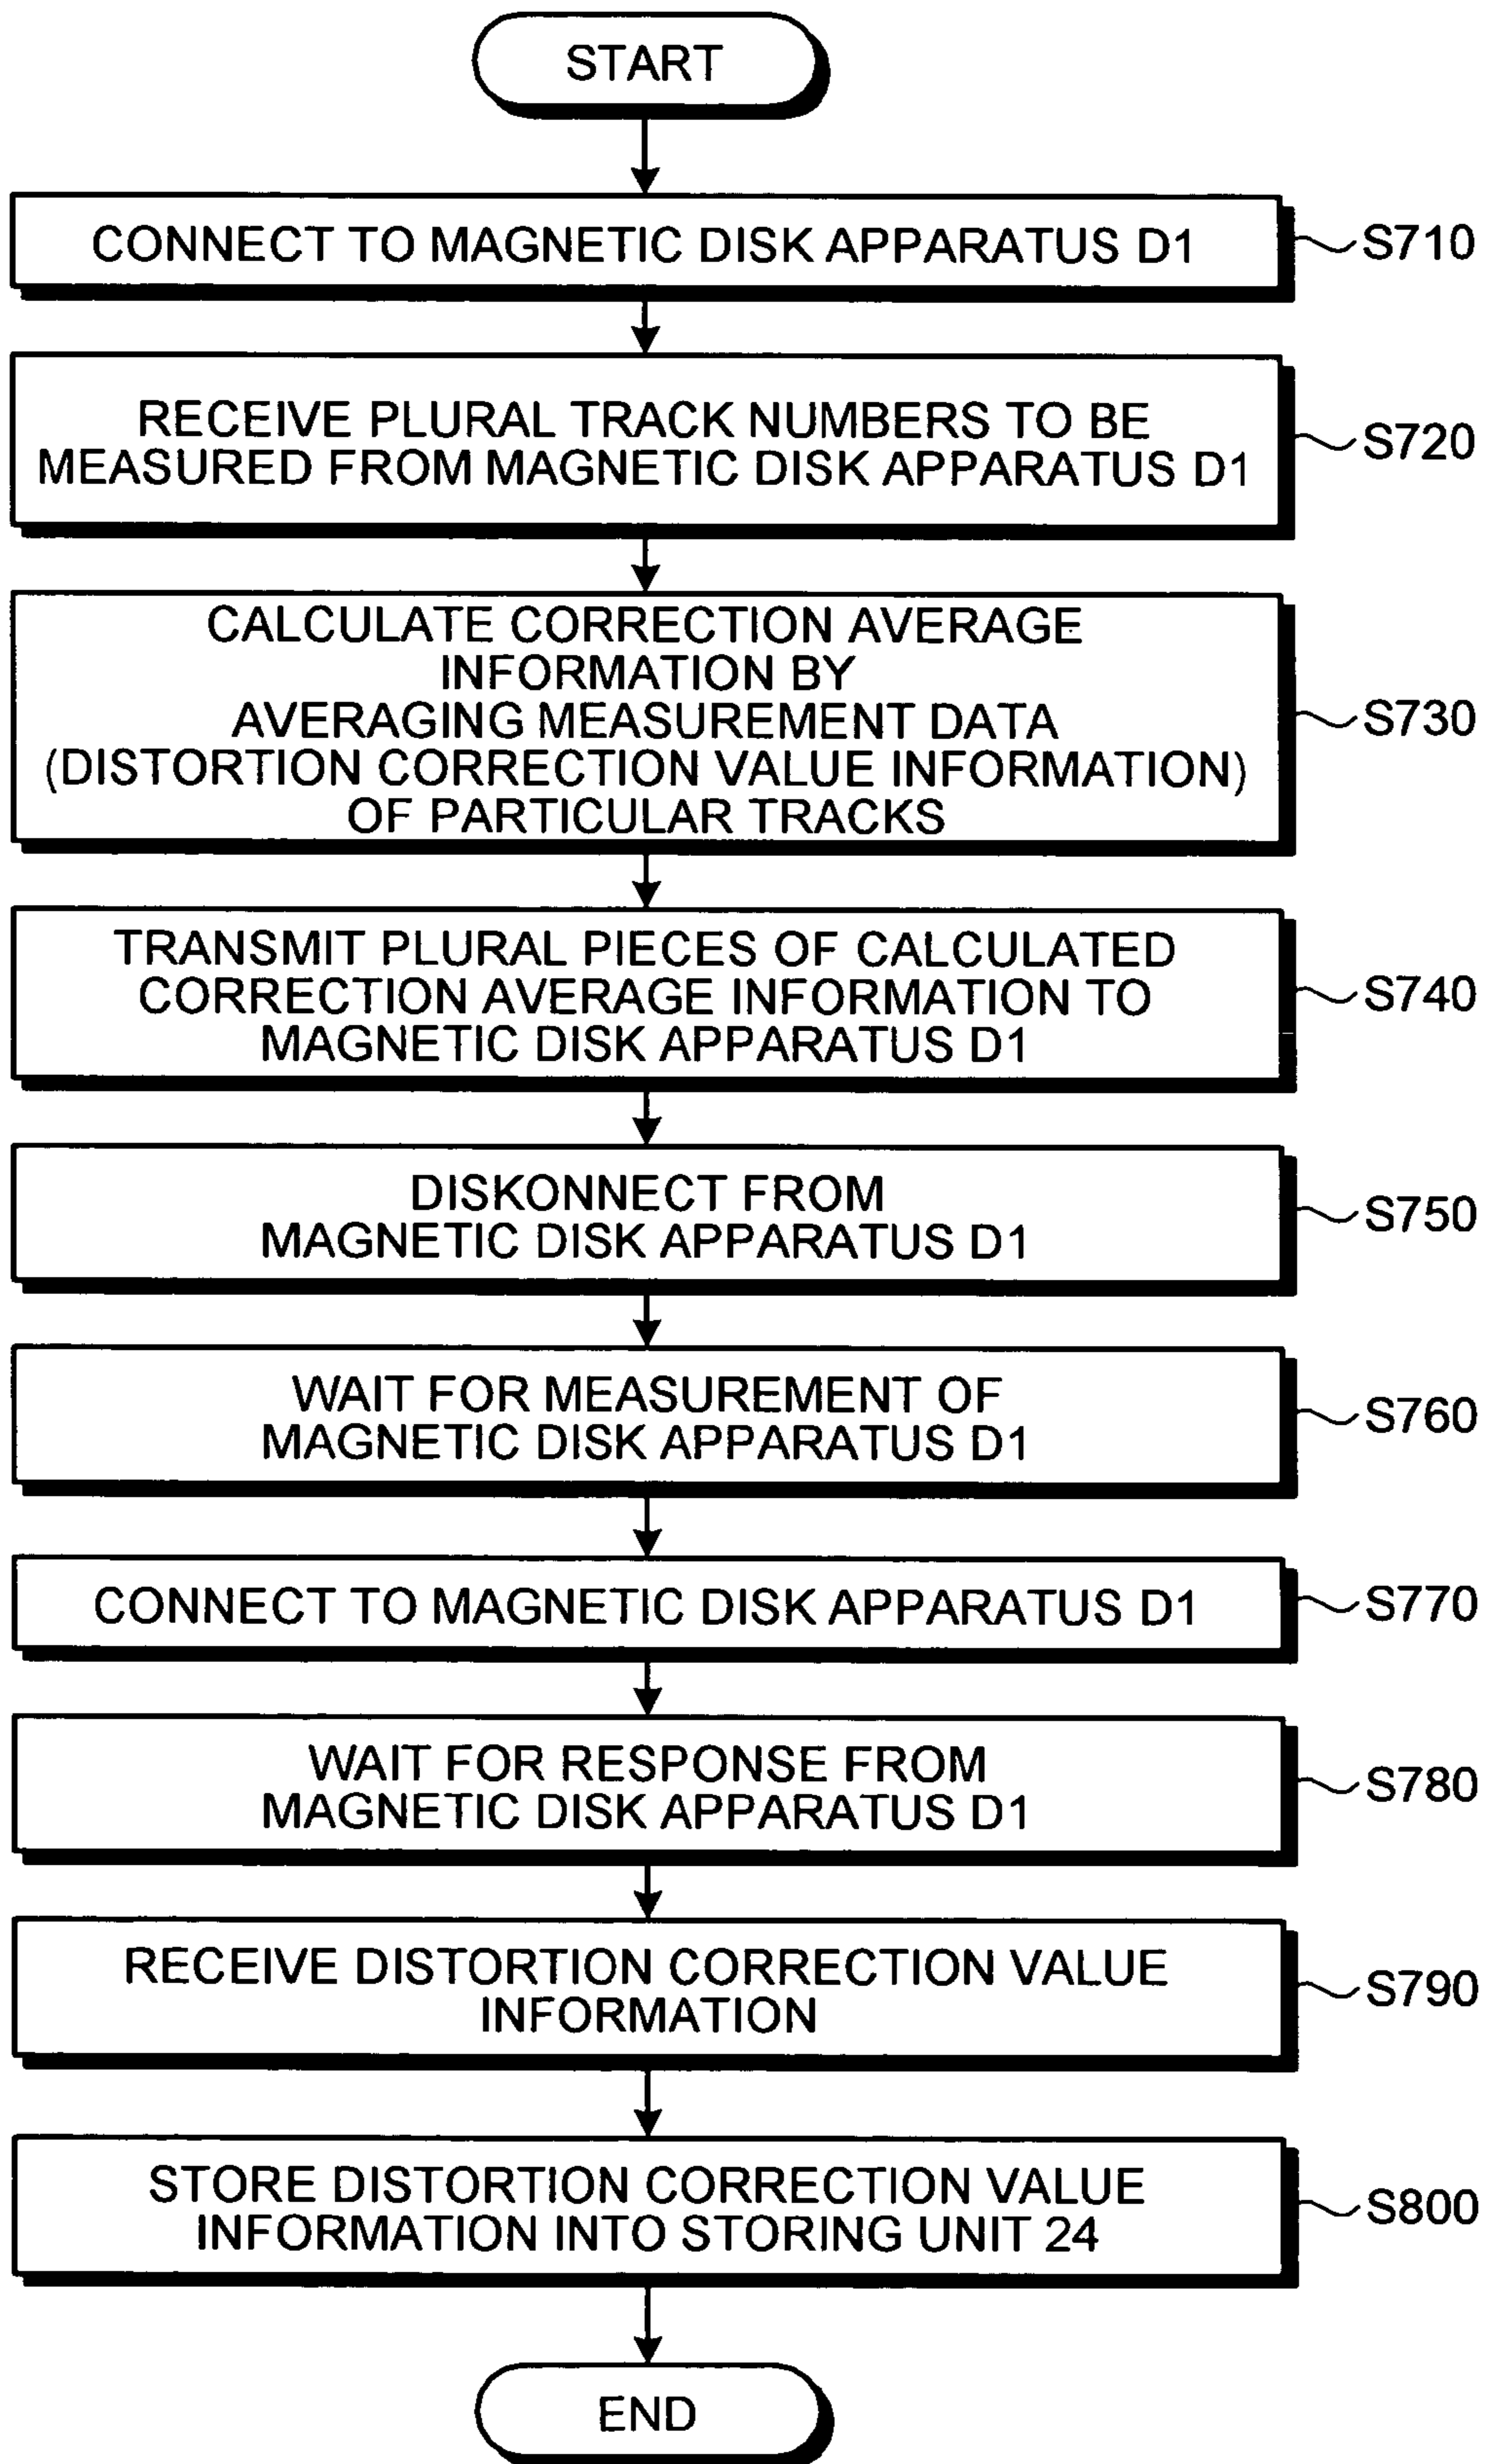 START
CONNECT TO MAGNETIC DISK APPARATUS D1
S710
RECEIVE PLURAL TRACK NUMBERS TO BE
MEASURED FROM MAGNETIC DISK APPARATUS D1
S720
CALCULATE CORRECTION AVERAGE
INFORMATION BY
AVERAGING MEASUREMENT DATA
(DISTORTION CORRECTION VALUE INFORMATION)
OF PARTICULAR TRACKS
S730
TRANSMIT PLURAL PIECES OF CALCULATED
CORRECTION AVERAGE INFORMATION TO
MAGNETIC DISK APPARATUS D1
S740
DISKONNECT FROM
MAGNETIC DISK APPARATUS D1
S750
WAIT FOR MEASUREMENT OF
MAGNETIC DISK APPARATUS D1
S760
CONNECT TO MAGNETIC DISK APPARATUS D1
S770
WAIT FOR RESPONSE FROM
MAGNETIC DISK APPARATUS D1
S780
RECEIVE DISTORTION CORRECTION VALUE
INFORMATION
S790
STORE DISTORTION CORRECTION VALUE
INFORMATION INTO STORING UNIT 24
S800
END